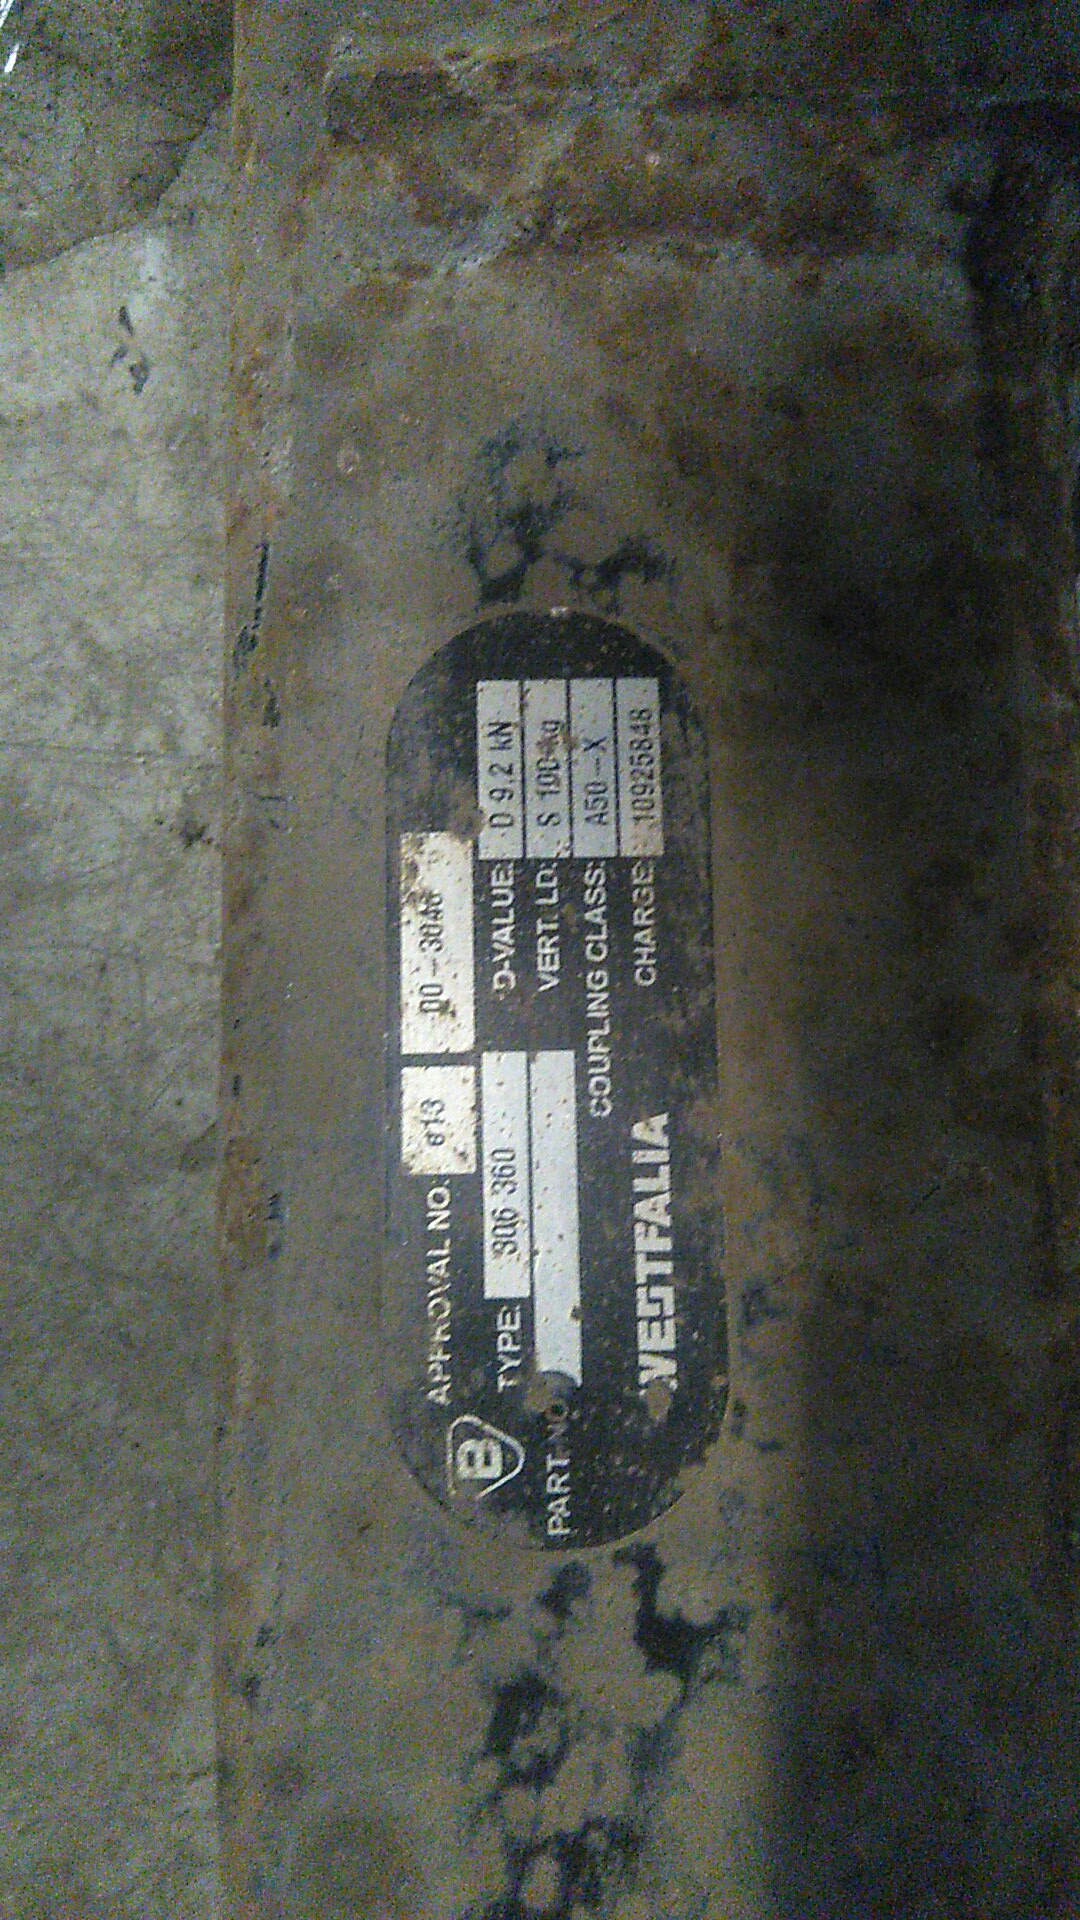 APPROVAL NO.: e13 00-3046
B TYPE: 306 360 D-VALUE: D 9.2 kN
PART-NO. VERT. LD.: S 100 kg
COUPLING CLASS: A50-X
WESTFALIA CHARGE: 10925848